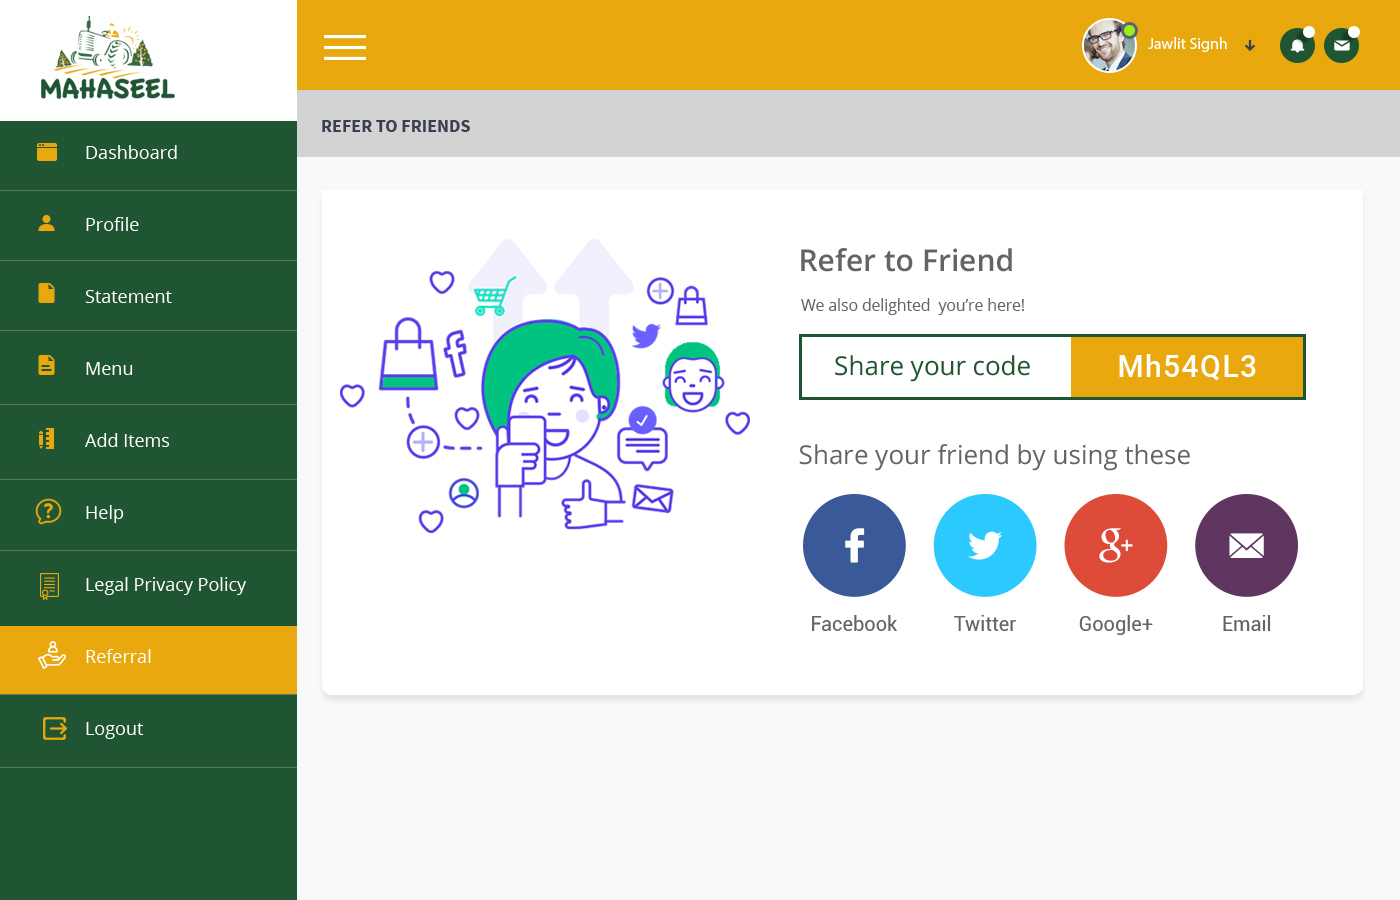 MAHASEEL
Jawlit Signh
REFER TO FRIENDS
Dashboard
Profile
Statement
Menu
Add Items
Help
Legal Privacy Policy
Referral
Logout
Refer to Friend
We also delighted  you're here!
Share your code
Mh54QL3
Share your friend by using these
Facebook
Twitter
Google+
Email